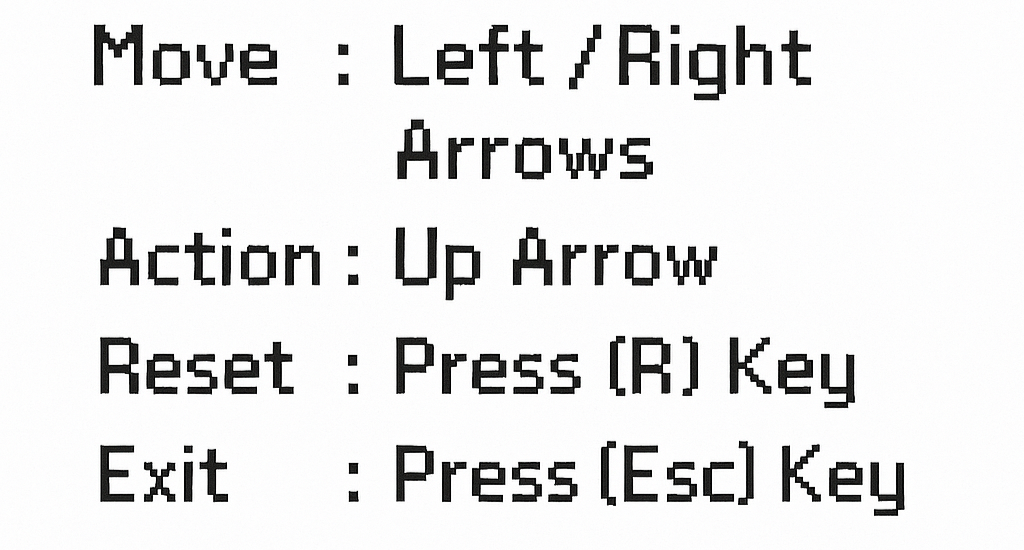 Move : Left / Right
Arrows
Action : Up Arrow
Reset : Press (R) Key
Exit : Press (Esc) Key